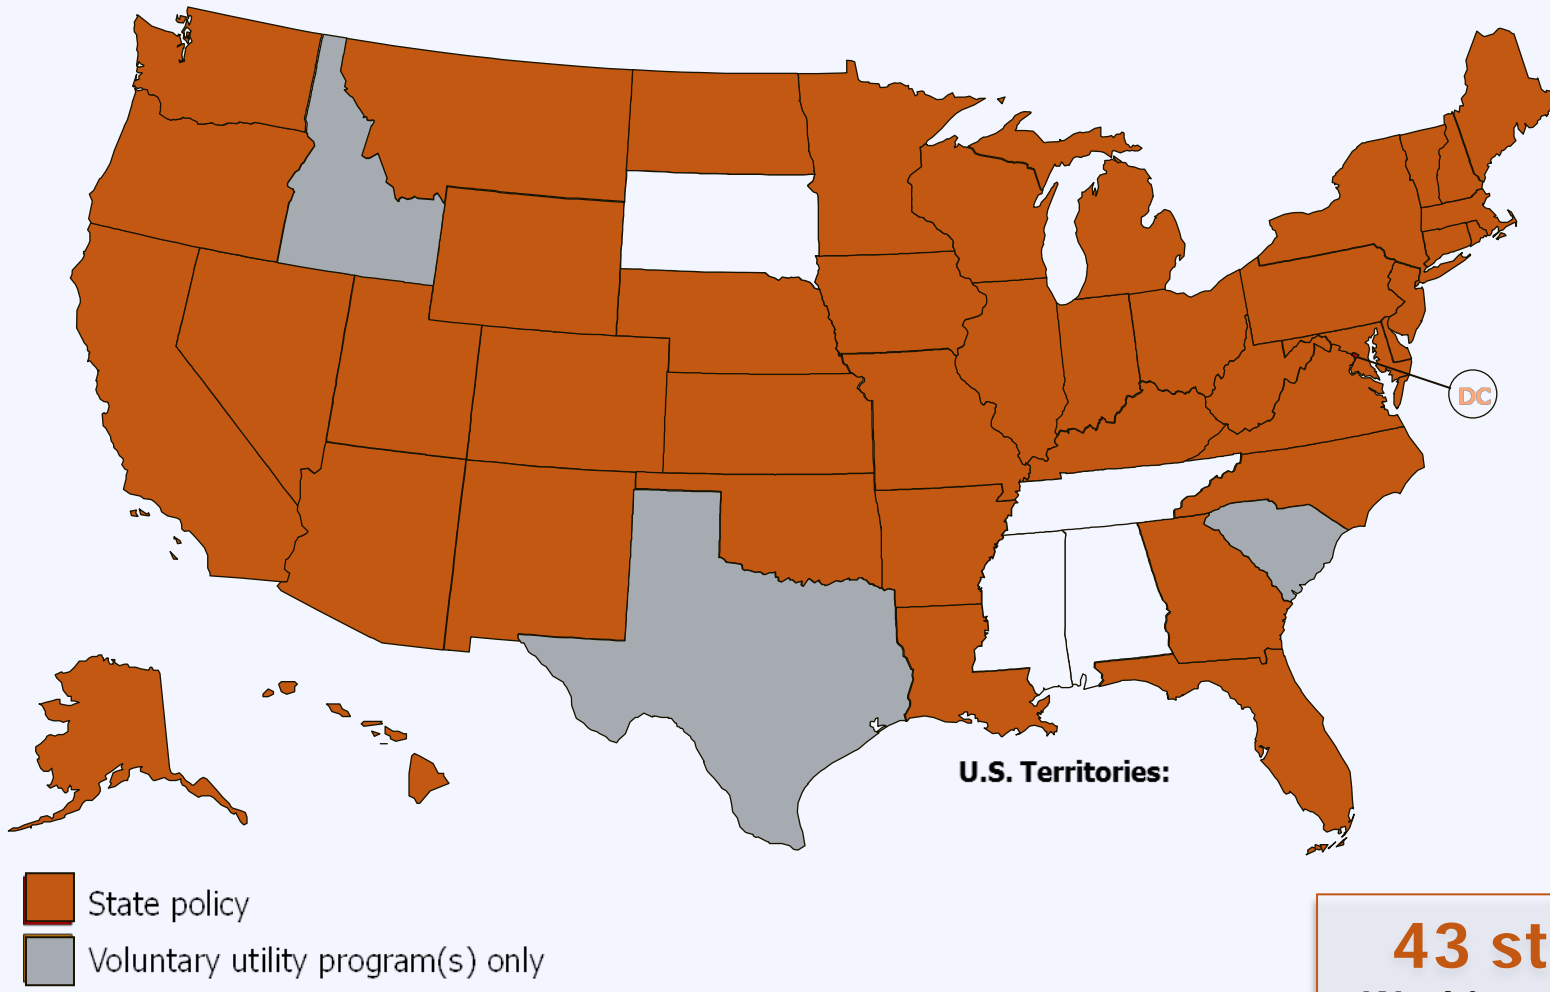 DC
U.S. Territories:
State policy
Voluntary utility program(s) only
43 st